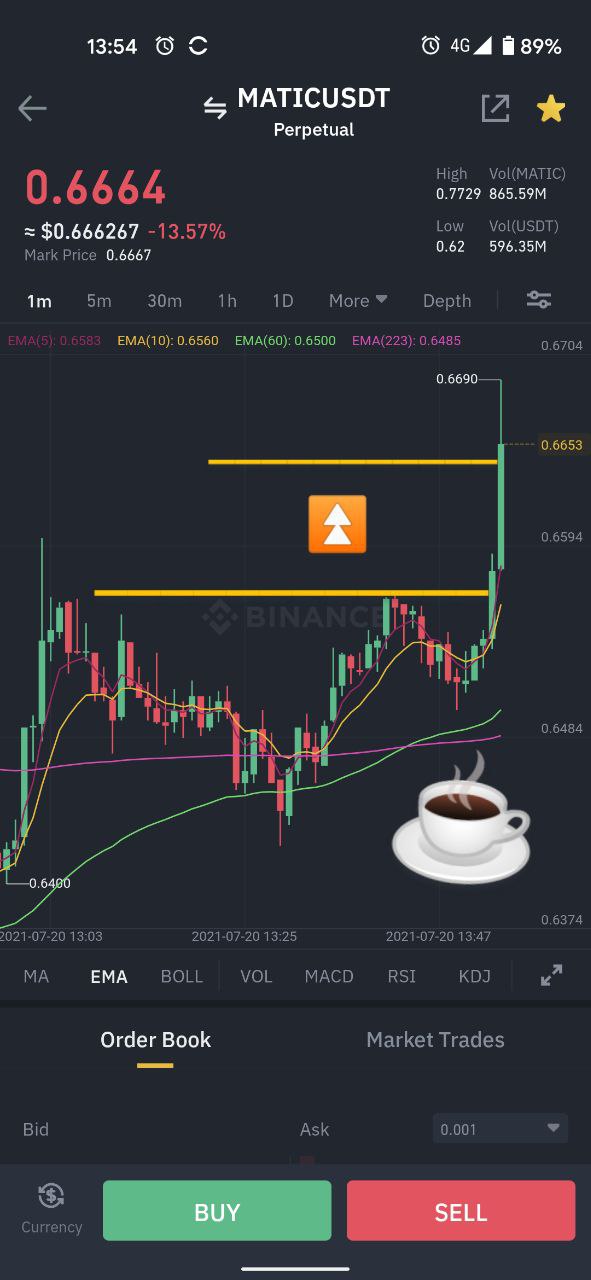 13:54 4G 89%
MATICUSDT
Perpetual
0.6664
≈ $0.666267 -13.57%
Mark Price 0.6667
High Vol(MATIC)
0.7729 865.59M
Low Vol(USDT)
0.62 596.35M
1m 5m 30m 1h 1D More Depth
EMA(5): 0.6583 EMA(10): 0.6560 EMA(60): 0.6500 EMA(223): 0.6485
0.6704
0.6690
0.6653
0.6594
BINANCE
0.6484
0.6400
0.6374
2021-07-20 13:03 2021-07-20 13:25 2021-07-20 13:47
MA EMA BOLL VOL MACD RSI KDJ
Order Book Market Trades
Bid Ask 0.001
Currency BUY SELL